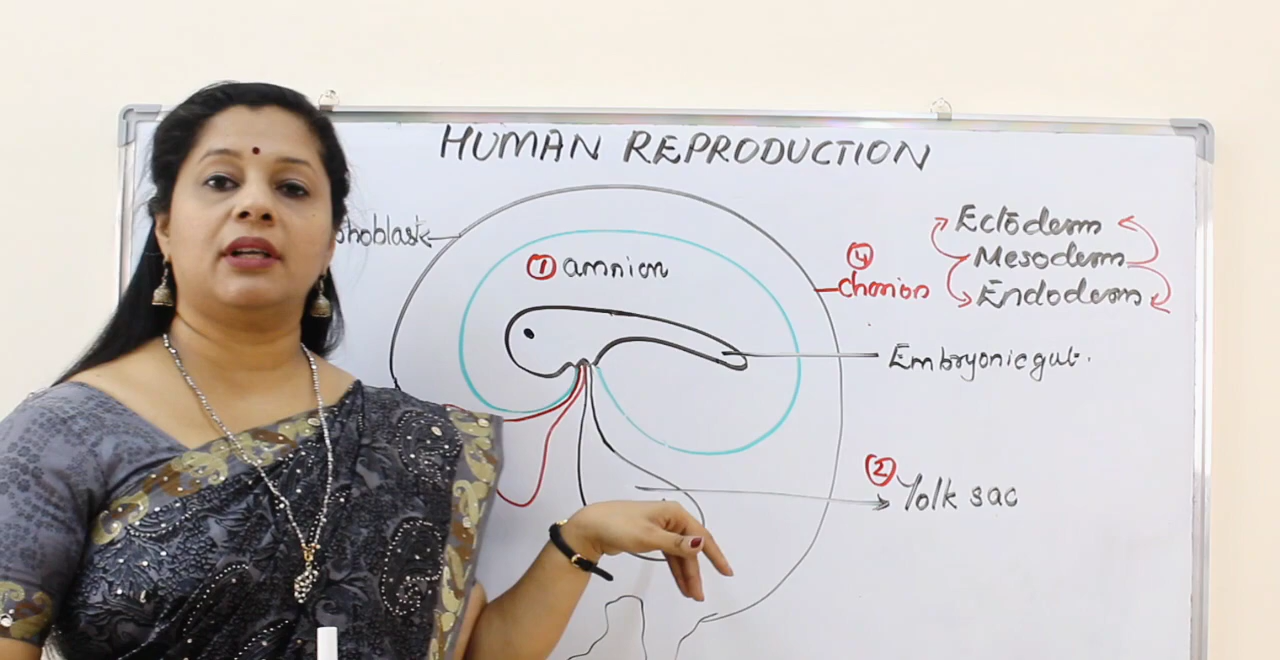 HUMAN REPRODUCTION
phoblast
① amnion
④
chorion
Ectoderm
Mesoderm
Endoderm
Embryonic gut.
②
Yolk sac